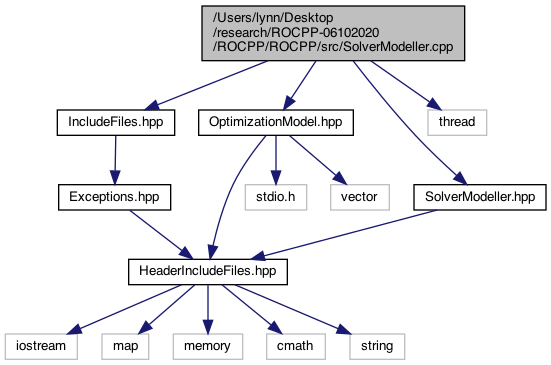 /Users/lynn/Desktop
/research/ROCPP-06102020
/ROCPP/ROCPP/src/SolverModeller.cpp
IncludeFiles.hpp
OptimizationModel.hpp
thread
Exceptions.hpp
stdio.h
vector
SolverModeller.hpp
HeaderIncludeFiles.hpp
iostream
map
memory
cmath
string